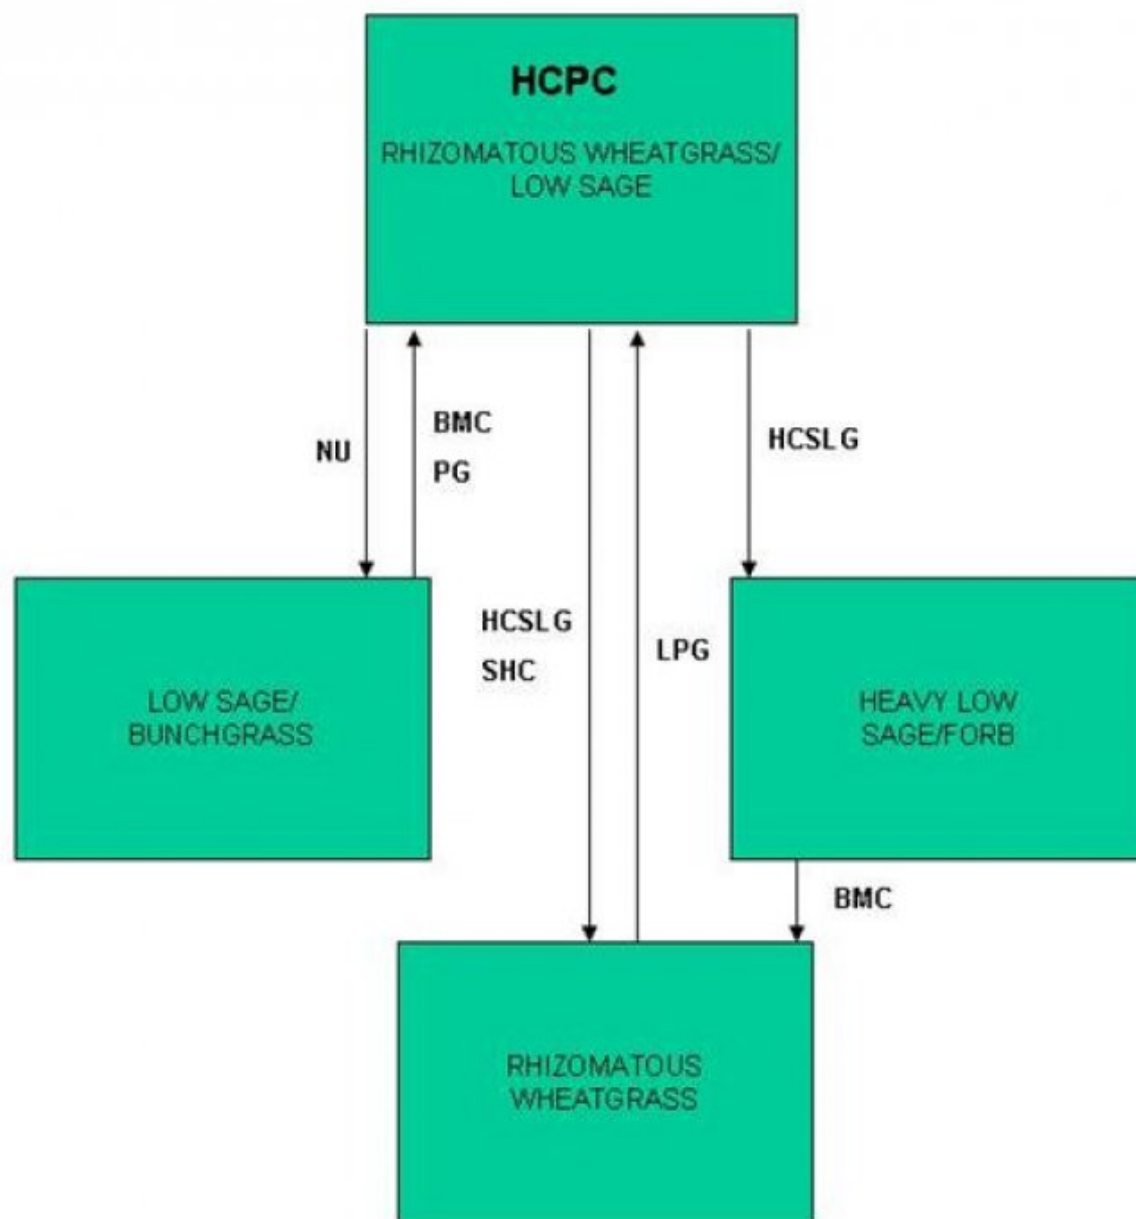 HCPC
RHIZOMATOUS WHEATGRASS/
LOW SAGE
NU
BMC
PG
HCSLG
HCSLG
SHC
LPG
LOW SAGE/
BUNCHGRASS
HEAVY LOW
SAGE/FORB
BMC
RHIZOMATOUS
WHEATGRASS